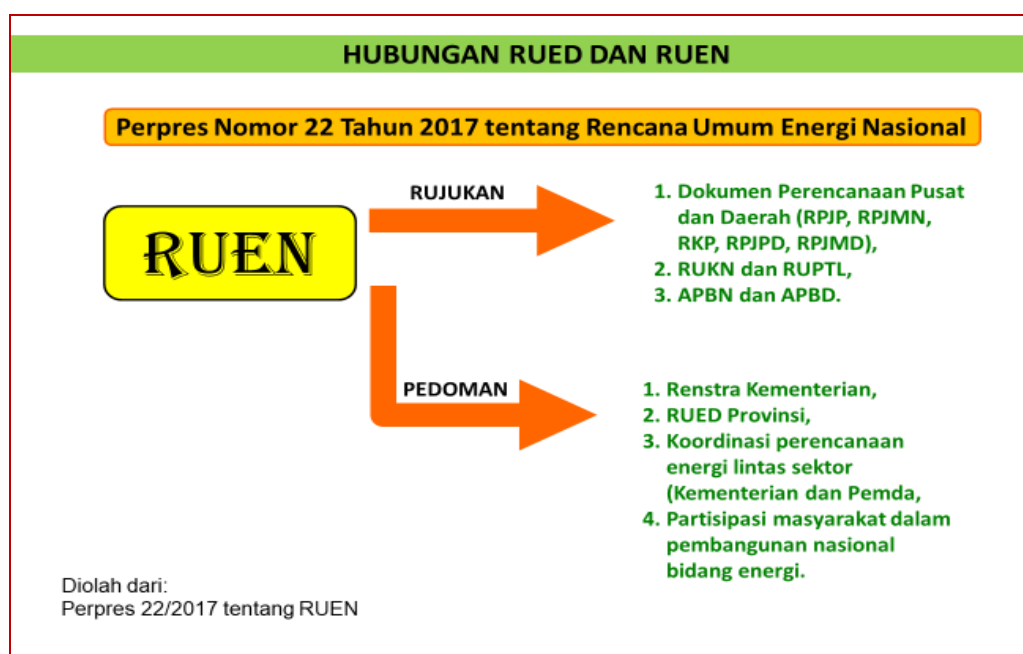 HUBUNGAN RUED DAN RUEN
Perpres Nomor 22 Tahun 2017 tentang Rencana Umum Energi Nasional
RUEN
RUJUKAN
1. Dokumen Perencanaan Pusat
dan Daerah (RPJP, RPJMN,
RKP, RPJPD, RPJMD),
2. RUKN dan RUPTL,
3. APBN dan APBD.
PEDOMAN
1. Renstra Kementerian,
2. RUED Provinsi,
3. Koordinasi perencanaan
energi lintas sektor
(Kementerian dan Pemda,
4. Partisipasi masyarakat dalam
pembangunan nasional
bidang energi.
Diolah dari:
Perpres 22/2017 tentang RUEN